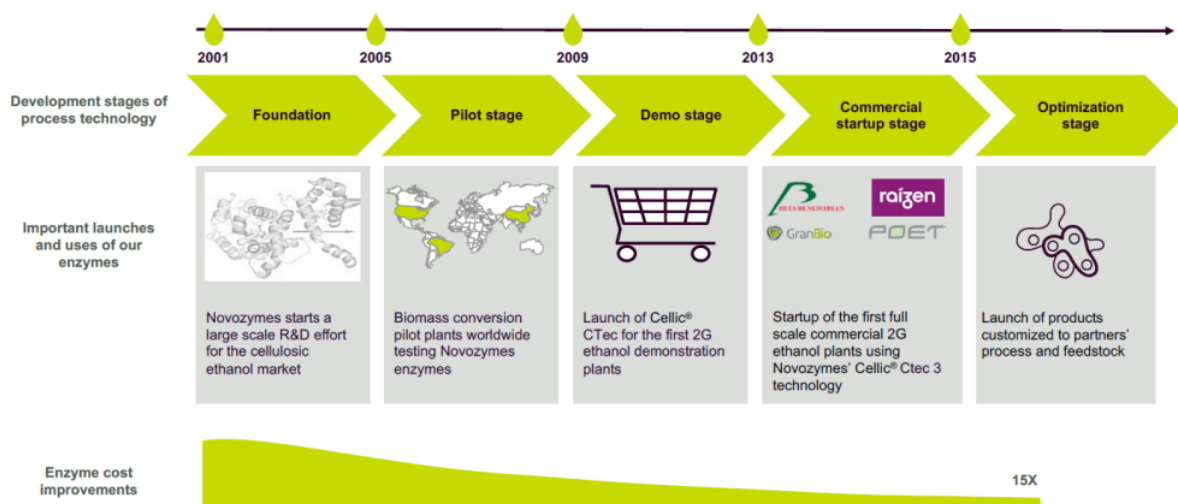 2001 2005 2009 2013 2015
Development stages of
process technology
Foundation
Pilot stage
Demo stage
Commercial
startup stage
Optimization
stage
Important launches
and uses of our
enzymes
BETA RENEWABLES
raízen
GranBio
POET
Novozymes starts a
large scale R&D effort
for the cellulosic
ethanol market
Biomass conversion
pilot plants worldwide
testing Novozymes
enzymes
Launch of Cellic®
CTec for the first 2G
ethanol demonstration
plants
Startup of the first full
scale commercial 2G
ethanol plants using
Novozymes' Cellic® Ctec 3
technology
Launch of products
customized to partners'
process and feedstock
Enzyme cost
improvements
15X